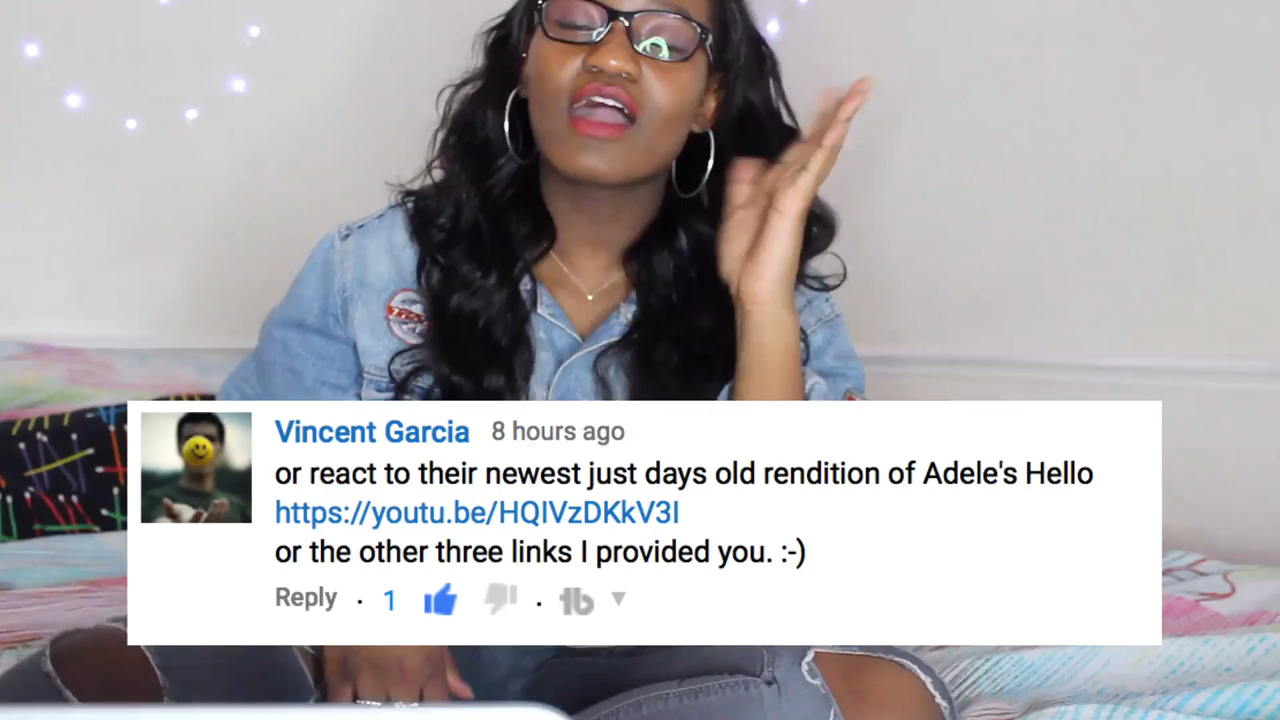 Vincent Garcia 8 hours ago
or react to their newest just days old rendition of Adele's Hello
https://youtu.be/HQIVzDKkV3I
or the other three links I provided you. :-)
Reply · 1 ·